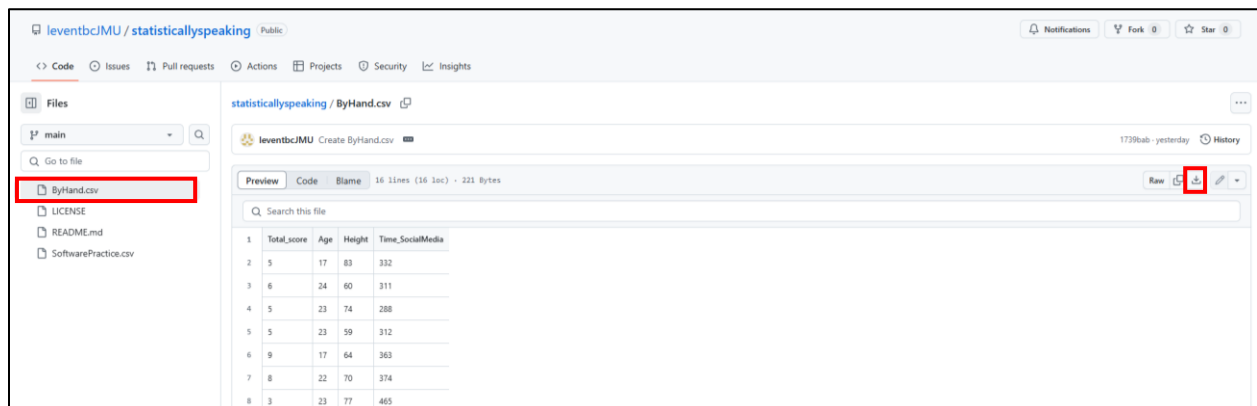 leventbcJMU / statisticallyspeaking Public
Notifications Fork 0 Star 0
<> Code Issues Pull requests Actions Projects Security Insights
Files
main
Go to file
ByHand.csv
LICENSE
README.md
SoftwarePractice.csv
statisticallyspeaking / ByHand.csv
leventbcJMU Create ByHand.csv
1739bab · yesterday History
Preview Code Blame 16 lines (16 loc) · 221 Bytes
Raw
Search this file
1 Total_score Age Height Time_SocialMedia
2 5 17 83 332
3 6 24 60 311
4 5 23 74 288
5 5 23 59 312
6 9 17 64 363
7 8 22 70 374
8 3 23 77 465